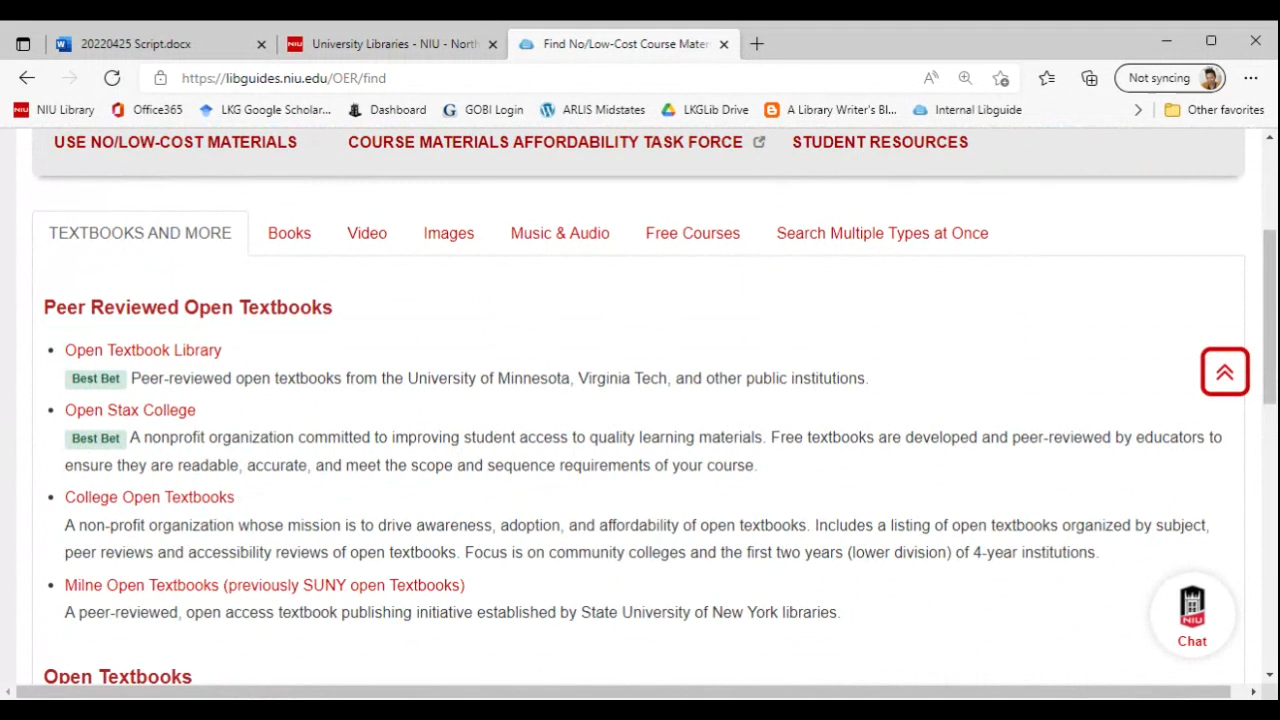 20220425 Script.docx
University Libraries - NIU - North
Find No/Low-Cost Course Mater
https://libguides.niu.edu/OER/find
Not syncing
NIU Library
Office365
LKG Google Scholar...
Dashboard
GOBI Login
ARLIS Midstates
LKGLib Drive
A Library Writer's Bl...
Internal Libguide
Other favorites
USE NO/LOW-COST MATERIALS
COURSE MATERIALS AFFORDABILITY TASK FORCE
STUDENT RESOURCES
TEXTBOOKS AND MORE
Books
Video
Images
Music & Audio
Free Courses
Search Multiple Types at Once
Peer Reviewed Open Textbooks
• Open Textbook Library
Best Bet Peer-reviewed open textbooks from the University of Minnesota, Virginia Tech, and other public institutions.
• Open Stax College
Best Bet A nonprofit organization committed to improving student access to quality learning materials. Free textbooks are developed and peer-reviewed by educators to
ensure they are readable, accurate, and meet the scope and sequence requirements of your course.
• College Open Textbooks
A non-profit organization whose mission is to drive awareness, adoption, and affordability of open textbooks. Includes a listing of open textbooks organized by subject,
peer reviews and accessibility reviews of open textbooks. Focus is on community colleges and the first two years (lower division) of 4-year institutions.
• Milne Open Textbooks (previously SUNY open Textbooks)
A peer-reviewed, open access textbook publishing initiative established by State University of New York libraries.
NIU
Chat
Open Textbooks